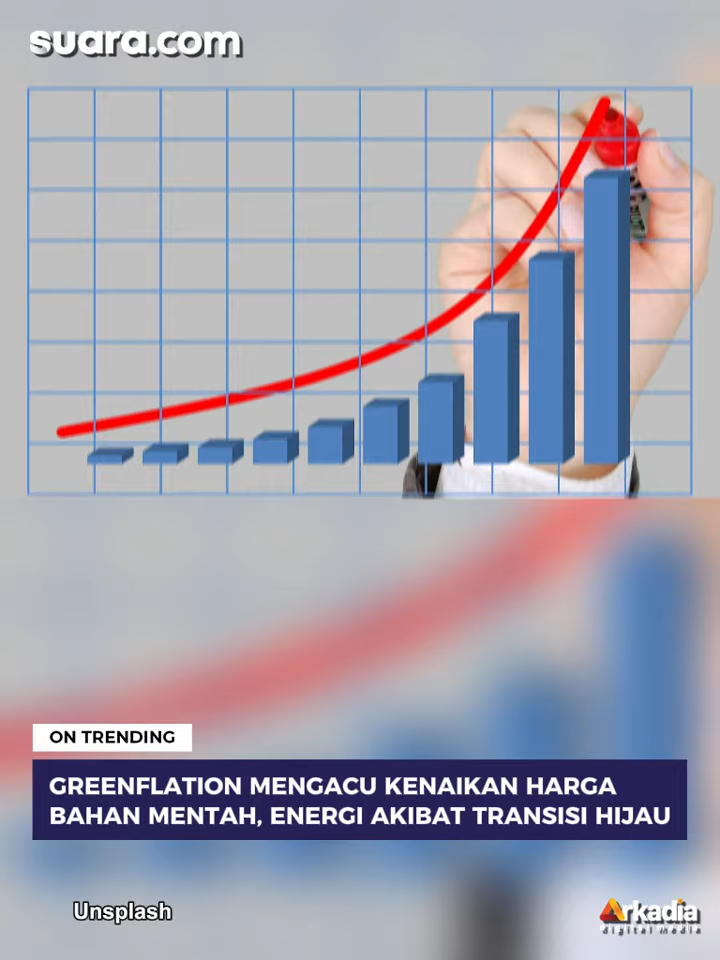 suara.com
ON TRENDING
GREENFLATION MENGACU KENAIKAN HARGA
BAHAN MENTAH, ENERGI AKIBAT TRANSISI HIJAU
Unsplash
Arkadia
digital media